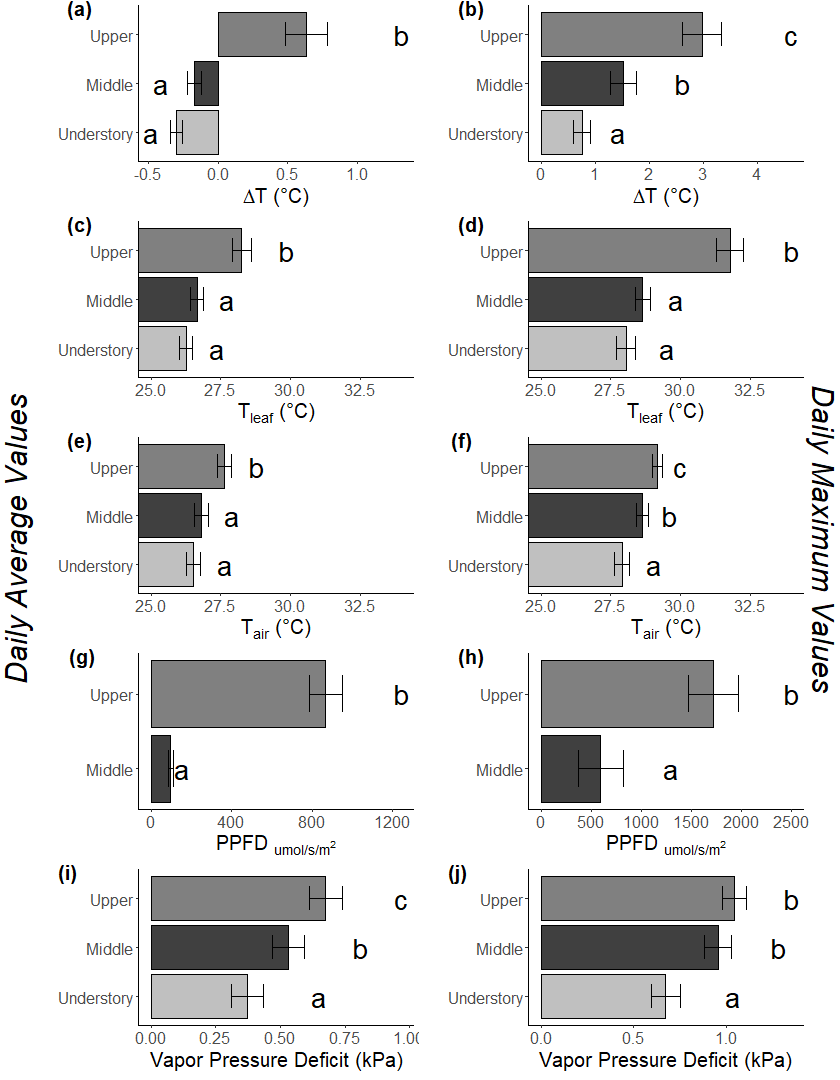 (a)
Upper
b
Middle
a
Understory
a
-0.5 0.0 0.5 1.0
ΔT (°C)
(b)
Upper
c
Middle
b
Understory
a
0 1 2 3 4
ΔT (°C)
(c)
Upper
b
Middle
a
Understory
a
25.0 27.5 30.0 32.5
Tleaf (°C)
(d)
Upper
b
Middle
a
Understory
a
25.0 27.5 30.0 32.5
Tleaf (°C)
Daily Average Values
Daily Maximum Values
(e)
Upper
b
Middle
a
Understory
a
25.0 27.5 30.0 32.5
Tair (°C)
(f)
Upper
c
Middle
b
Understory
a
25.0 27.5 30.0 32.5
Tair (°C)
(g)
Upper
b
Middle
a
0 400 800 1200
PPFD umol/s/m²
(h)
Upper
b
Middle
a
0 500 1000 1500 2000 2500
PPFD umol/s/m²
(i)
Upper
c
Middle
b
Understory
a
0.00 0.25 0.50 0.75
Vapor Pressure Deficit (kPa)
(j)
Upper
b
Middle
b
Understory
a
0.0 0.5 1.0
Vapor Pressure Deficit (kPa)